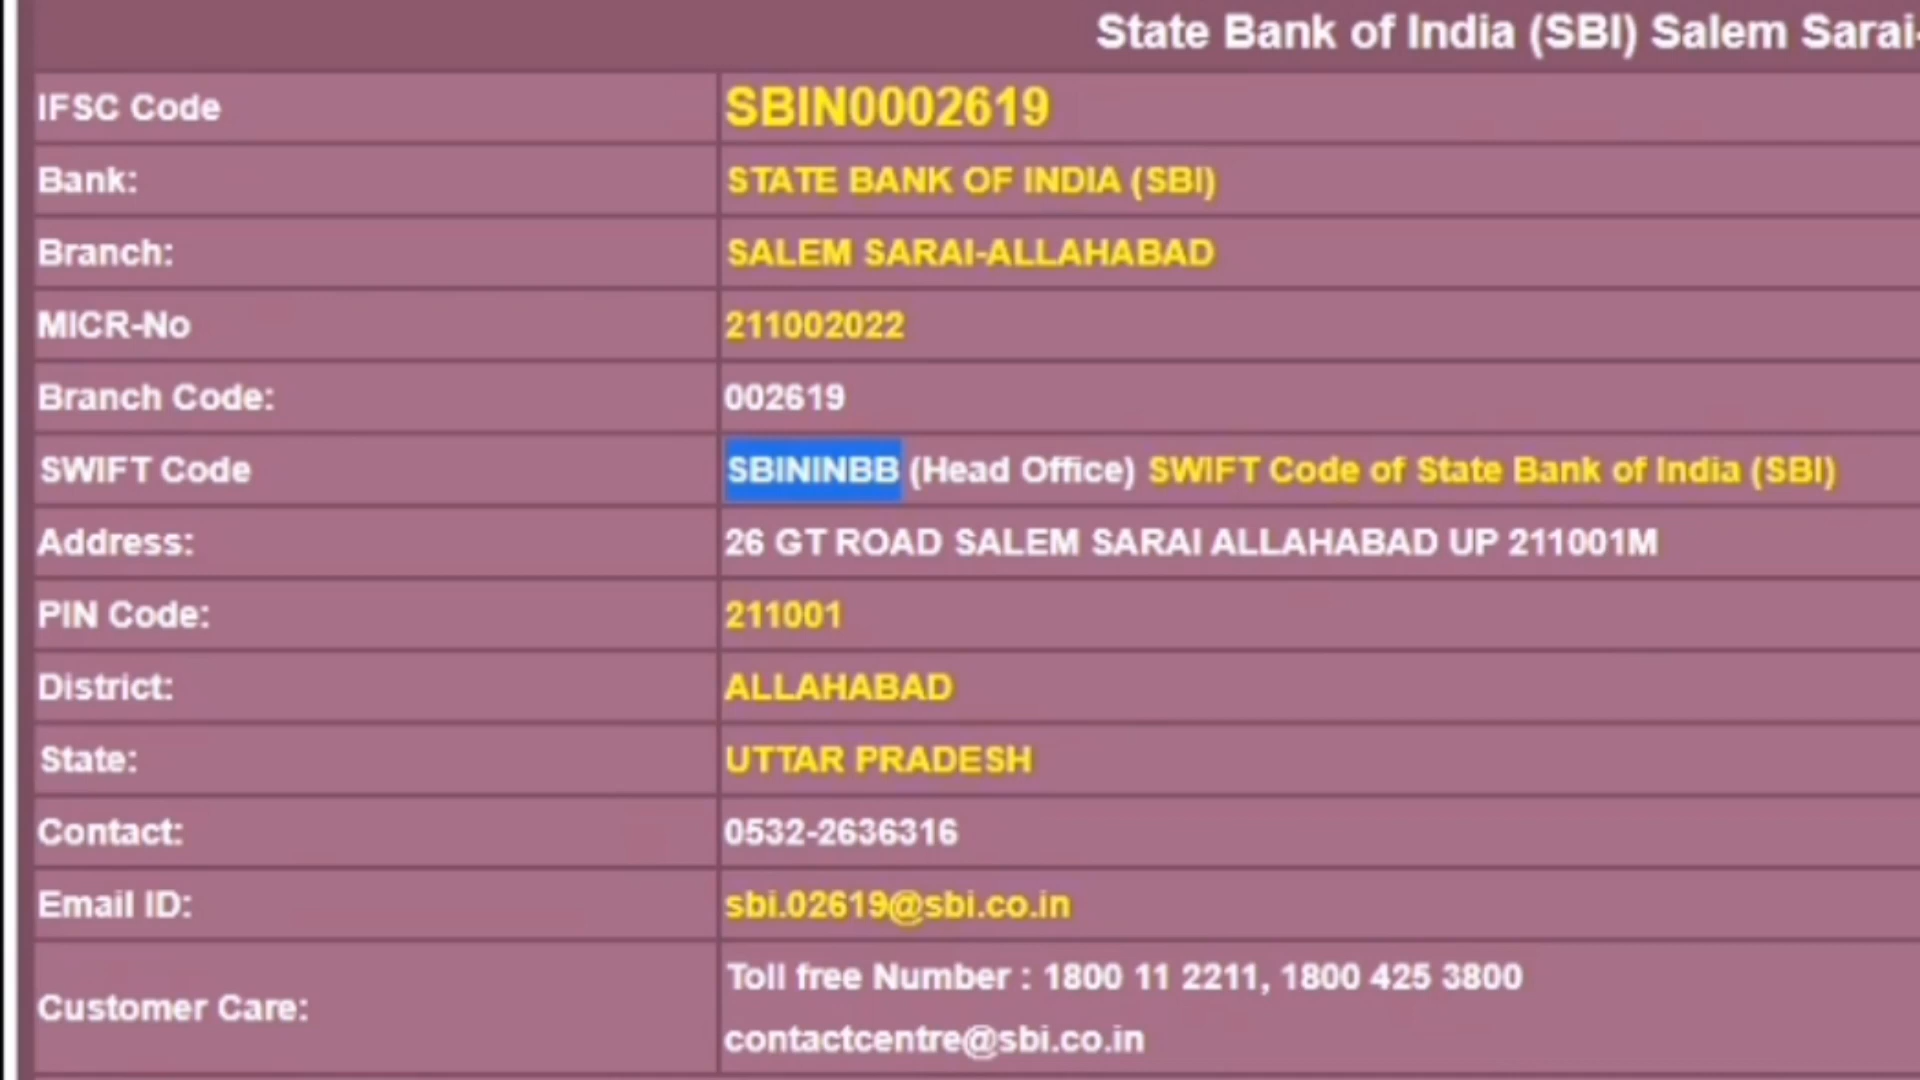 State Bank of India (SBI) Salem Sarai-
IFSC Code SBIN0002619
Bank: STATE BANK OF INDIA (SBI)
Branch: SALEM SARAI-ALLAHABAD
MICR-No 211002022
Branch Code: 002619
SWIFT Code SBININBB (Head Office) SWIFT Code of State Bank of India (SBI)
Address: 26 GT ROAD SALEM SARAI ALLAHABAD UP 211001M
PIN Code: 211001
District: ALLAHABAD
State: UTTAR PRADESH
Contact: 0532-2636316
Email ID: sbi.02619@sbi.co.in
Customer Care: Toll free Number : 1800 11 2211, 1800 425 3800
contactcentre@sbi.co.in